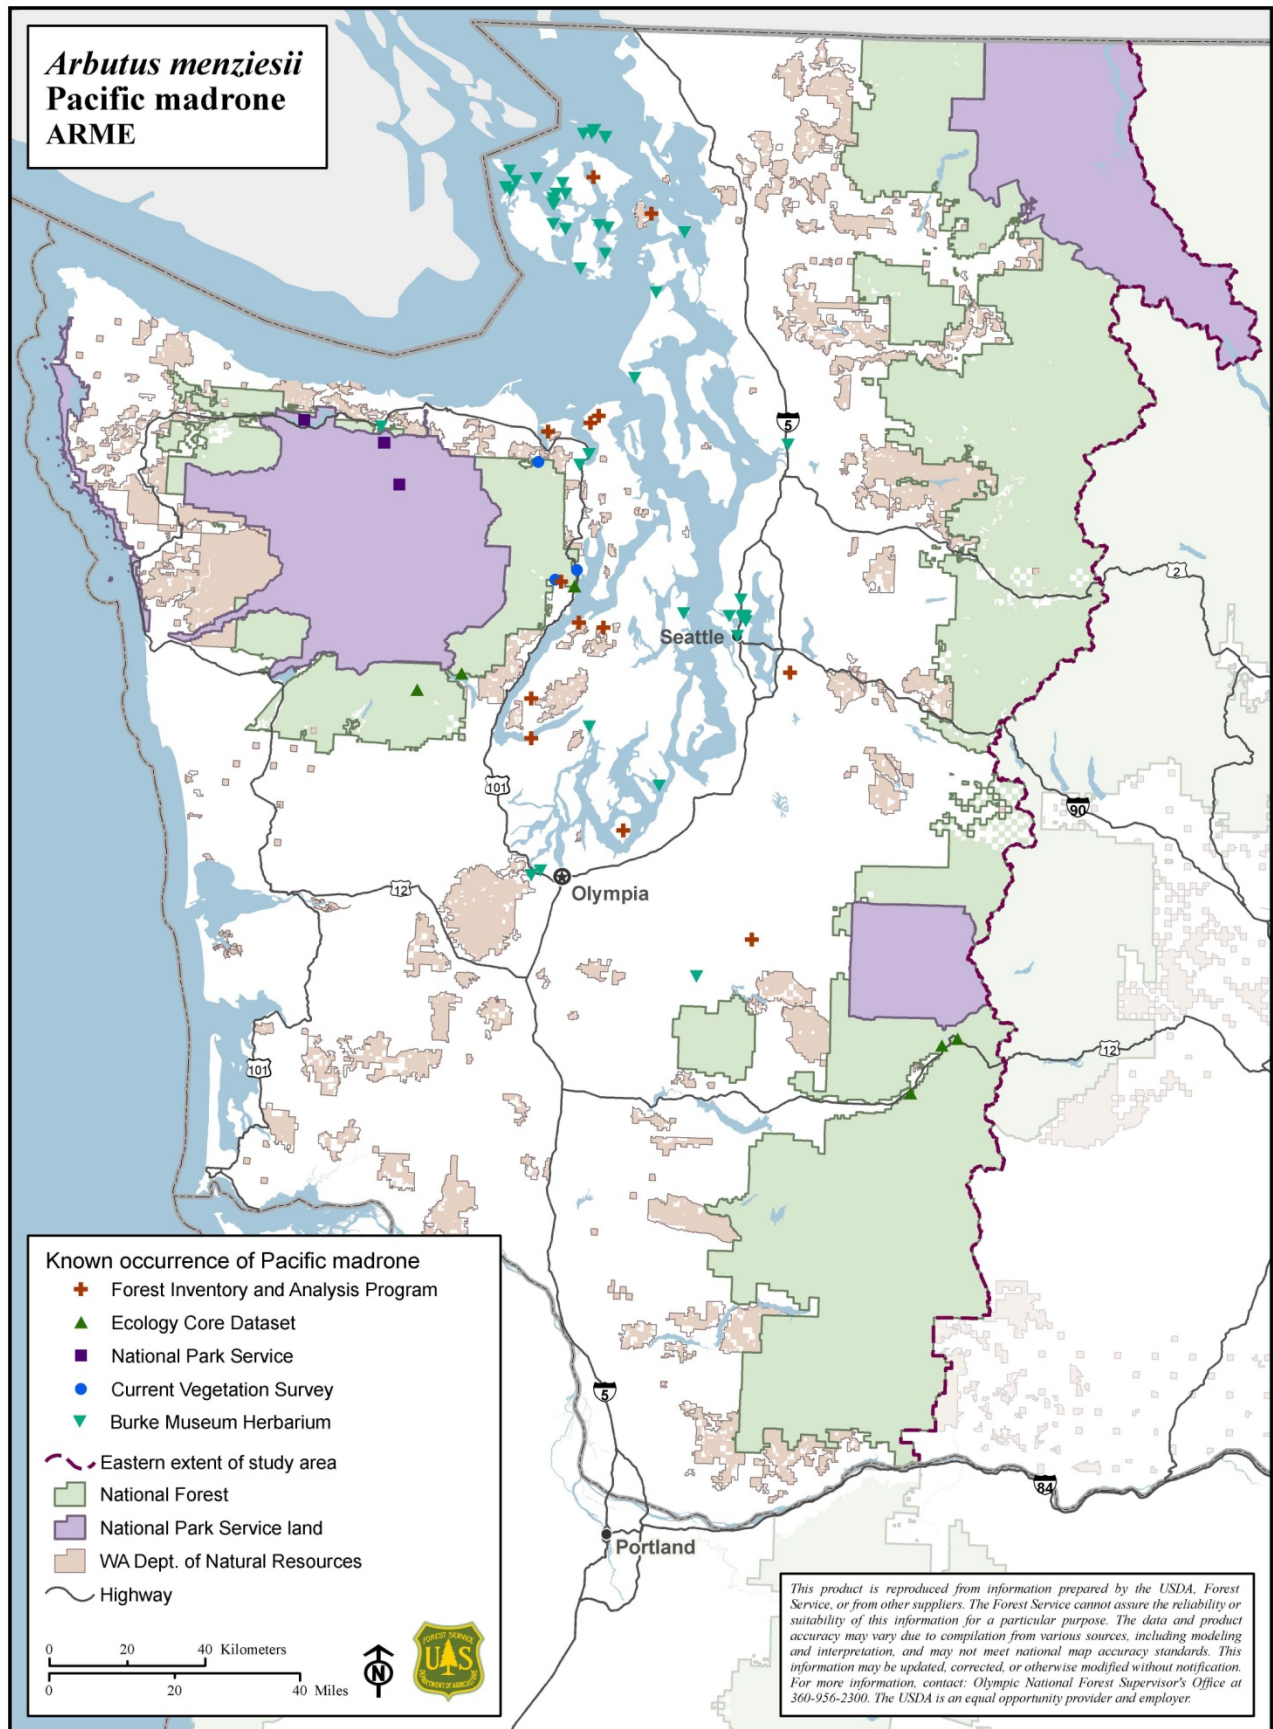 Arbutus menziesii
Pacific madrone
ARME
5
2
Seattle
101
90
12
Olympia
101
12
Known occurrence of Pacific madrone
Forest Inventory and Analysis Program
Ecology Core Dataset
National Park Service
Current Vegetation Survey
Burke Museum Herbarium
Eastern extent of study area
National Forest
National Park Service land
WA Dept. of Natural Resources
Highway
0 20 40 Kilometers
0 20 40 Miles
N
FOREST SERVICE
U S
DEPARTMENT OF AGRICULTURE
5
84
Portland
This product is reproduced from information prepared by the USDA, Forest
Service, or from other suppliers. The Forest Service cannot assure the reliability or
suitability of this information for a particular purpose. The data and product
accuracy may vary due to compilation from various sources, including modeling
and interpretation, and may not meet national map accuracy standards. This
information may be updated, corrected, or otherwise modified without notification.
For more information, contact: Olympic National Forest Supervisor's Office at
360-956-2300. The USDA is an equal opportunity provider and employer.